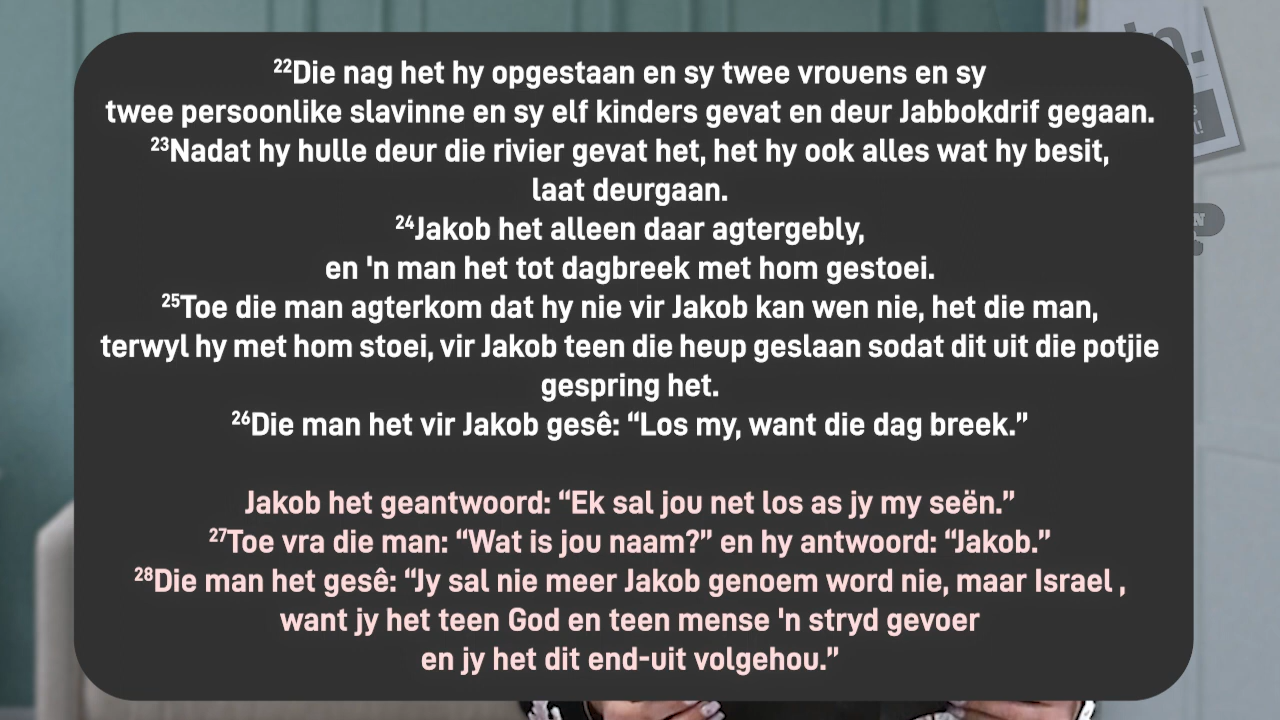 ²²Die nag het hy opgestaan en sy twee vrouens en sy
twee persoonlike slavinne en sy elf kinders gevat en deur Jabbokdrif gegaan.
²³Nadat hy hulle deur die rivier gevat het, het hy ook alles wat hy besit,
laat deurgaan.
²⁴Jakob het alleen daar agtergebly,
en 'n man het tot dagbreek met hom gestoei.
²⁵Toe die man agterkom dat hy nie vir Jakob kan wen nie, het die man,
terwyl hy met hom stoei, vir Jakob teen die heup geslaan sodat dit uit die potjie
gespring het.
²⁶Die man het vir Jakob gesê: “Los my, want die dag breek.”
Jakob het geantwoord: “Ek sal jou net los as jy my seën.”
²⁷Toe vra die man: “Wat is jou naam?” en hy antwoord: “Jakob.”
²⁸Die man het gesê: “Jy sal nie meer Jakob genoem word nie, maar Israel ,
want jy het teen God en teen mense 'n stryd gevoer
en jy het dit end-uit volgehou.”